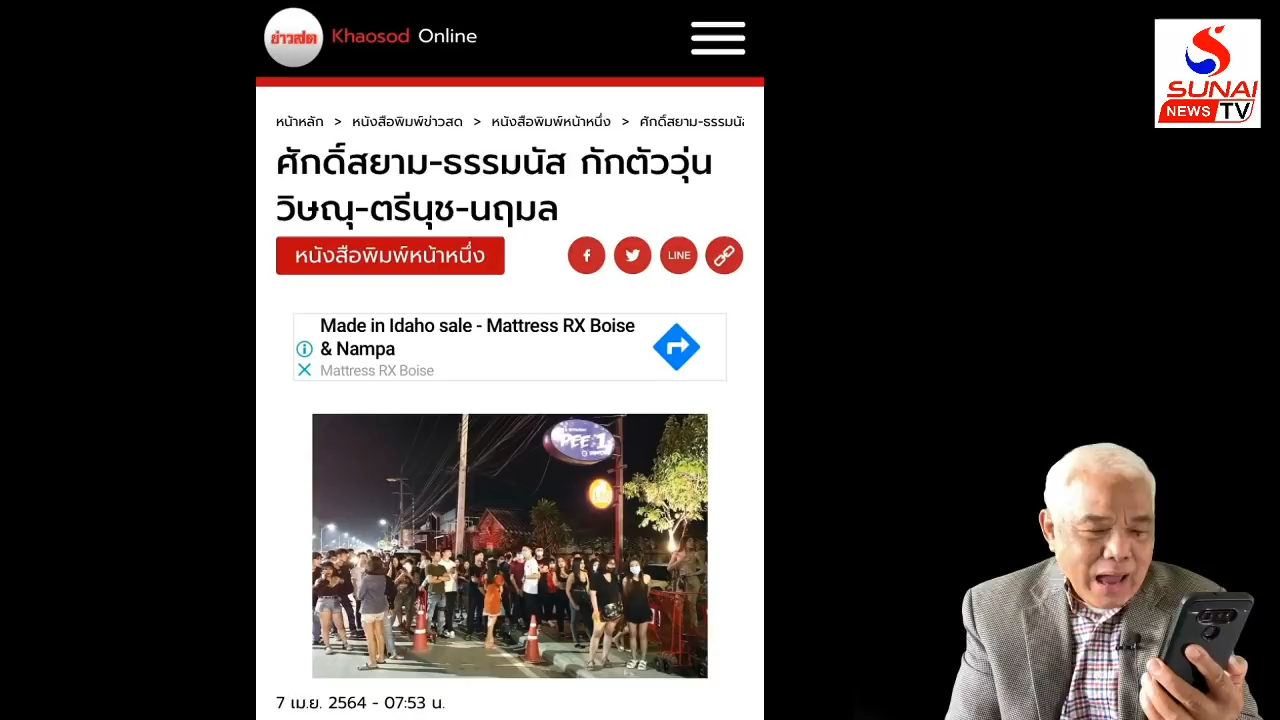 ข่าวสด Khaosod Online
SUNAI
NEWS TV
หน้าหลัก > หนังสือพิมพ์ข่าวสด > หนังสือพิมพ์หน้าหนึ่ง > ศักดิ์สยาม-ธรรมนัส
ศักดิ์สยาม-ธรรมนัส กักตัววุ่น
วิษณุ-ตรีนุช-นฤมล
หนังสือพิมพ์หน้าหนึ่ง
LINE
Made in Idaho sale - Mattress RX Boise
& Nampa
Mattress RX Boise
DEE 1
7 เม.ย. 2564 - 07:53 น.